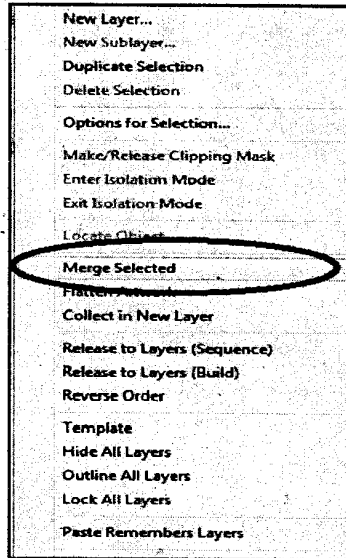 New Layer...
New Sublayer...
Duplicate Selection
Delete Selection
Options for Selection...
Make/Release Clipping Mask
Enter Isolation Mode
Exit Isolation Mode
Locate Object
Merge Selected
Flatten Artwork
Collect in New Layer
Release to Layers (Sequence)
Release to Layers (Build)
Reverse Order
Template
Hide All Layers
Outline All Layers
Lock All Layers
Paste Remembers Layers